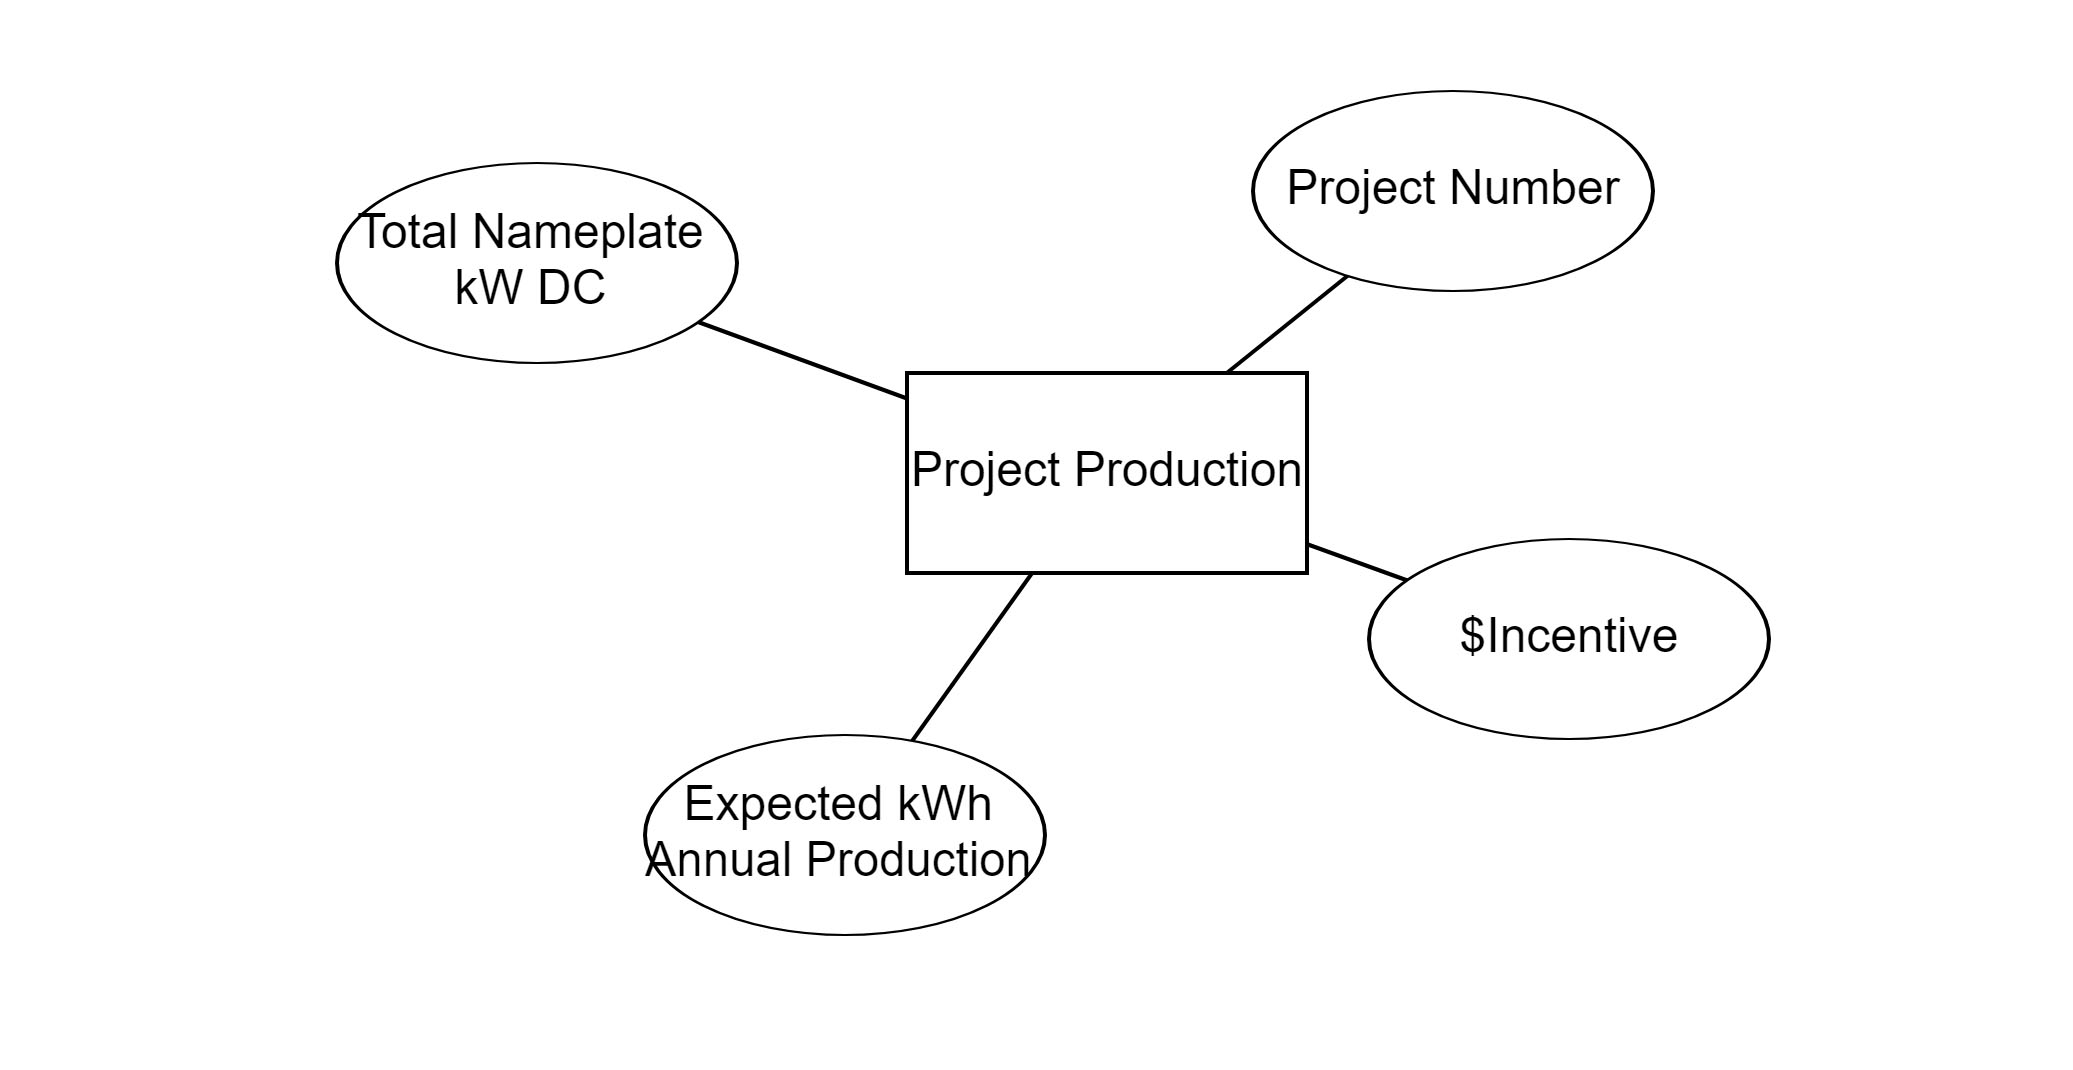 Project Number
Total Nameplate
kW DC
Project Production
$Incentive
Expected kWh
Annual Production